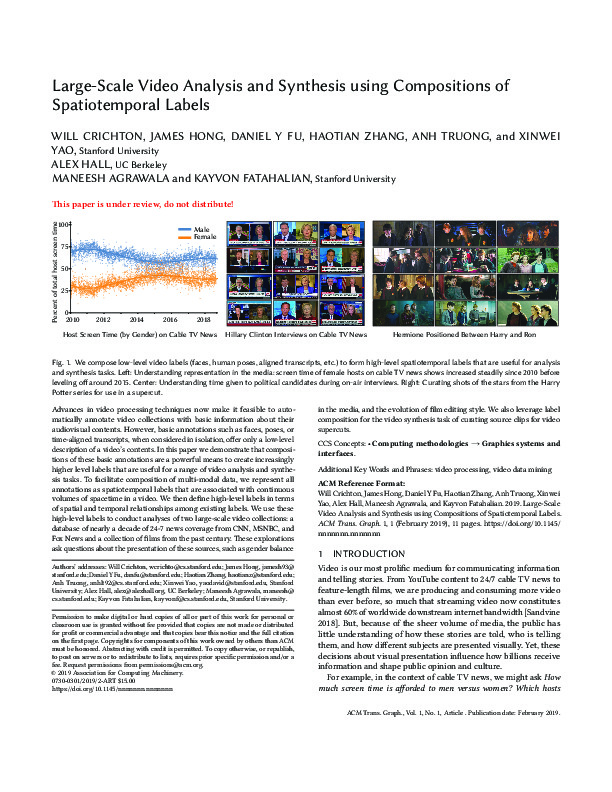 Large-Scale Video Analysis and Synthesis using Compositions of
Spatiotemporal Labels
WILL CRICHTON, JAMES HONG, DANIEL Y FU, HAOTIAN ZHANG, ANH TRUONG, and XINWEI
YAO, Stanford University
ALEX HALL, UC Berkeley
MANEESH AGRAWALA and KAYVON FATAHALIAN, Stanford University
This paper is under review, do not distribute!
Percent of total host screen time
100
75
50
25
0
2010 2012 2014 2016 2018
Male
Female
Host Screen Time (by Gender) on Cable TV News
Hillary Clinton Interviews on Cable TV News
Hermione Positioned Between Harry and Ron
Fig. 1. We compose low-level video labels (faces, human poses, aligned transcripts, etc.) to form high-level spatiotemporal labels that are useful for analysis
and synthesis tasks. Left: Understanding representation in the media: screen time of female hosts on cable TV news shows increased steadily since 2010 before
leveling off around 2015. Center: Understanding time given to political candidates during on-air interviews. Right: Curating shots of the stars from the Harry
Potter series for use in a supercut.
Advances in video processing techniques now make it feasible to auto-
matically annotate video collections with basic information about their
audiovisual contents. However, basic annotations such as faces, poses, or
time-aligned transcripts, when considered in isolation, offer only a low-level
description of a video's contents. In this paper we demonstrate that composi-
tions of these basic annotations are a powerful means to create increasingly
higher level labels that are useful for a range of video analysis and synthe-
sis tasks. To facilitate composition of multi-modal data, we represent all
annotations as spatiotemporal labels that are associated with continuous
volumes of spacetime in a video. We then define high-level labels in terms
of spatial and temporal relationships among existing labels. We use these
high-level labels to conduct analyses of two large-scale video collections: a
database of nearly a decade of 24-7 news coverage from CNN, MSNBC, and
Fox News and a collection of films from the past century. These explorations
ask questions about the presentation of these sources, such as gender balance
Authors' addresses: Will Crichton, wcrichto@cs.stanford.edu; James Hong, jamesh93@
stanford.edu; Daniel Y Fu, danfu@stanford.edu; Haotian Zhang, haotianz@stanford.edu;
Anh Truong, anhlt92@cs.stanford.edu; Xinwei Yao, yaodavid@stanford.edu, Stanford
University; Alex Hall, alex@alexhall.org, UC Berkeley; Maneesh Agrawala, maneesh@
cs.stanford.edu; Kayvon Fatahalian, kayvonf@cs.stanford.edu, Stanford University.
Permission to make digital or hard copies of all or part of this work for personal or
classroom use is granted without fee provided that copies are not made or distributed
for profit or commercial advantage and that copies bear this notice and the full citation
on the first page. Copyrights for components of this work owned by others than ACM
must be honored. Abstracting with credit is permitted. To copy otherwise, or republish,
to post on servers or to redistribute to lists, requires prior specific permission and/or a
fee. Request permissions from permissions@acm.org.
© 2019 Association for Computing Machinery.
0730-0301/2019/2-ART $15.00
https://doi.org/10.1145/nnnnnnn.nnnnnnn
in the media, and the evolution of film editing style. We also leverage label
composition for the video synthesis task of curating source clips for video
supercuts.
CCS Concepts: • Computing methodologies → Graphics systems and
interfaces.
Additional Key Words and Phrases: video processing, video data mining
ACM Reference Format:
Will Crichton, James Hong, Daniel Y Fu, Haotian Zhang, Anh Truong, Xinwei
Yao, Alex Hall, Maneesh Agrawala, and Kayvon Fatahalian. 2019. Large-Scale
Video Analysis and Synthesis using Compositions of Spatiotemporal Labels.
ACM Trans. Graph. 1, 1 (February 2019), 11 pages. https://doi.org/10.1145/
nnnnnnn.nnnnnnn
1 INTRODUCTION
Video is our most prolific medium for communicating information
and telling stories. From YouTube content to 24/7 cable TV news to
feature-length films, we are producing and consuming more video
than ever before, so much that streaming video now constitutes
almost 60% of worldwide downstream internet bandwidth [Sandvine
2018]. But, because of the sheer volume of media, the public has
little understanding of how these stories are told, who is telling
them, and how different subjects are presented visually. Yet, these
decisions about visual presentation influence how billions receive
information and shape public opinion and culture.
For example, in the context of cable TV news, we might ask How
much screen time is afforded to men versus women? Which hosts
ACM Trans. Graph., Vol. 1, No. 1, Article . Publication date: February 2019.